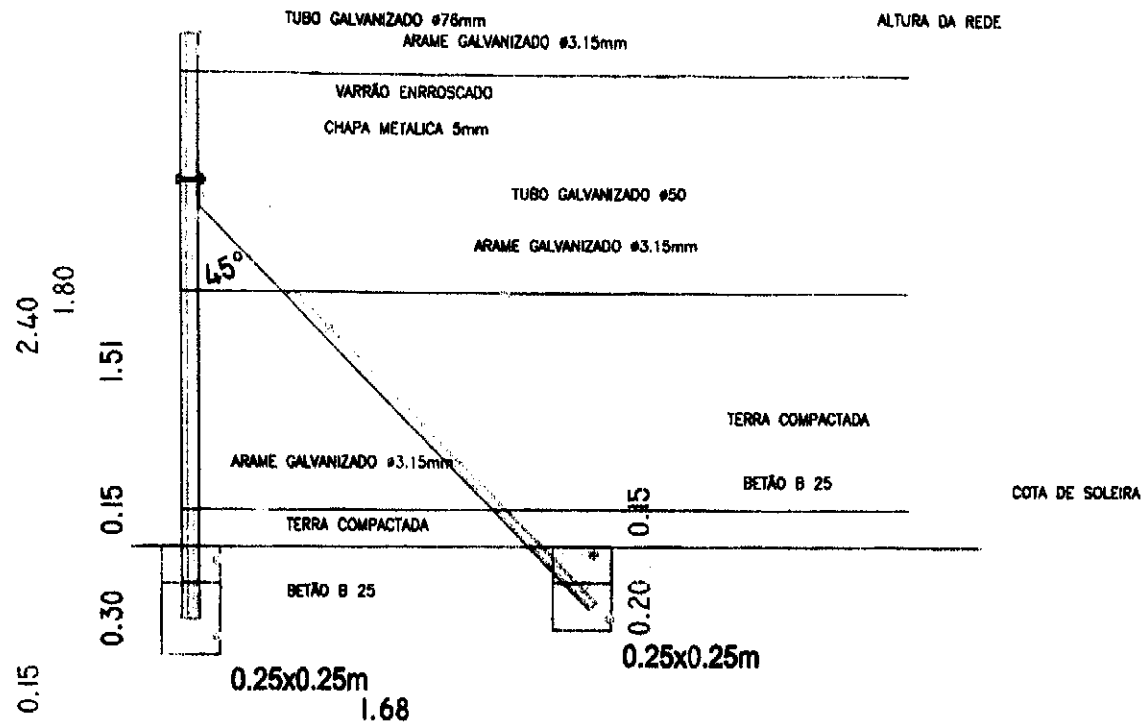 TUBO GALVANIZADO ø76mm
ALTURA DA REDE
ARAME GALVANIZADO ø3.15mm
VARRÃO ENRROSCADO
CHAPA METALICA 5mm
TUBO GALVANIZADO ø50
ARAME GALVANIZADO ø3.15mm
45°
1.80
2.40
1.51
TERRA COMPACTADA
ARAME GALVANIZADO ø3.15mm
BETÃO B 25
COTA DE SOLEIRA
0.15
0.15
TERRA COMPACTADA
BETÃO B 25
0.30
0.20
0.25x0.25m
0.25x0.25m
0.15
1.68